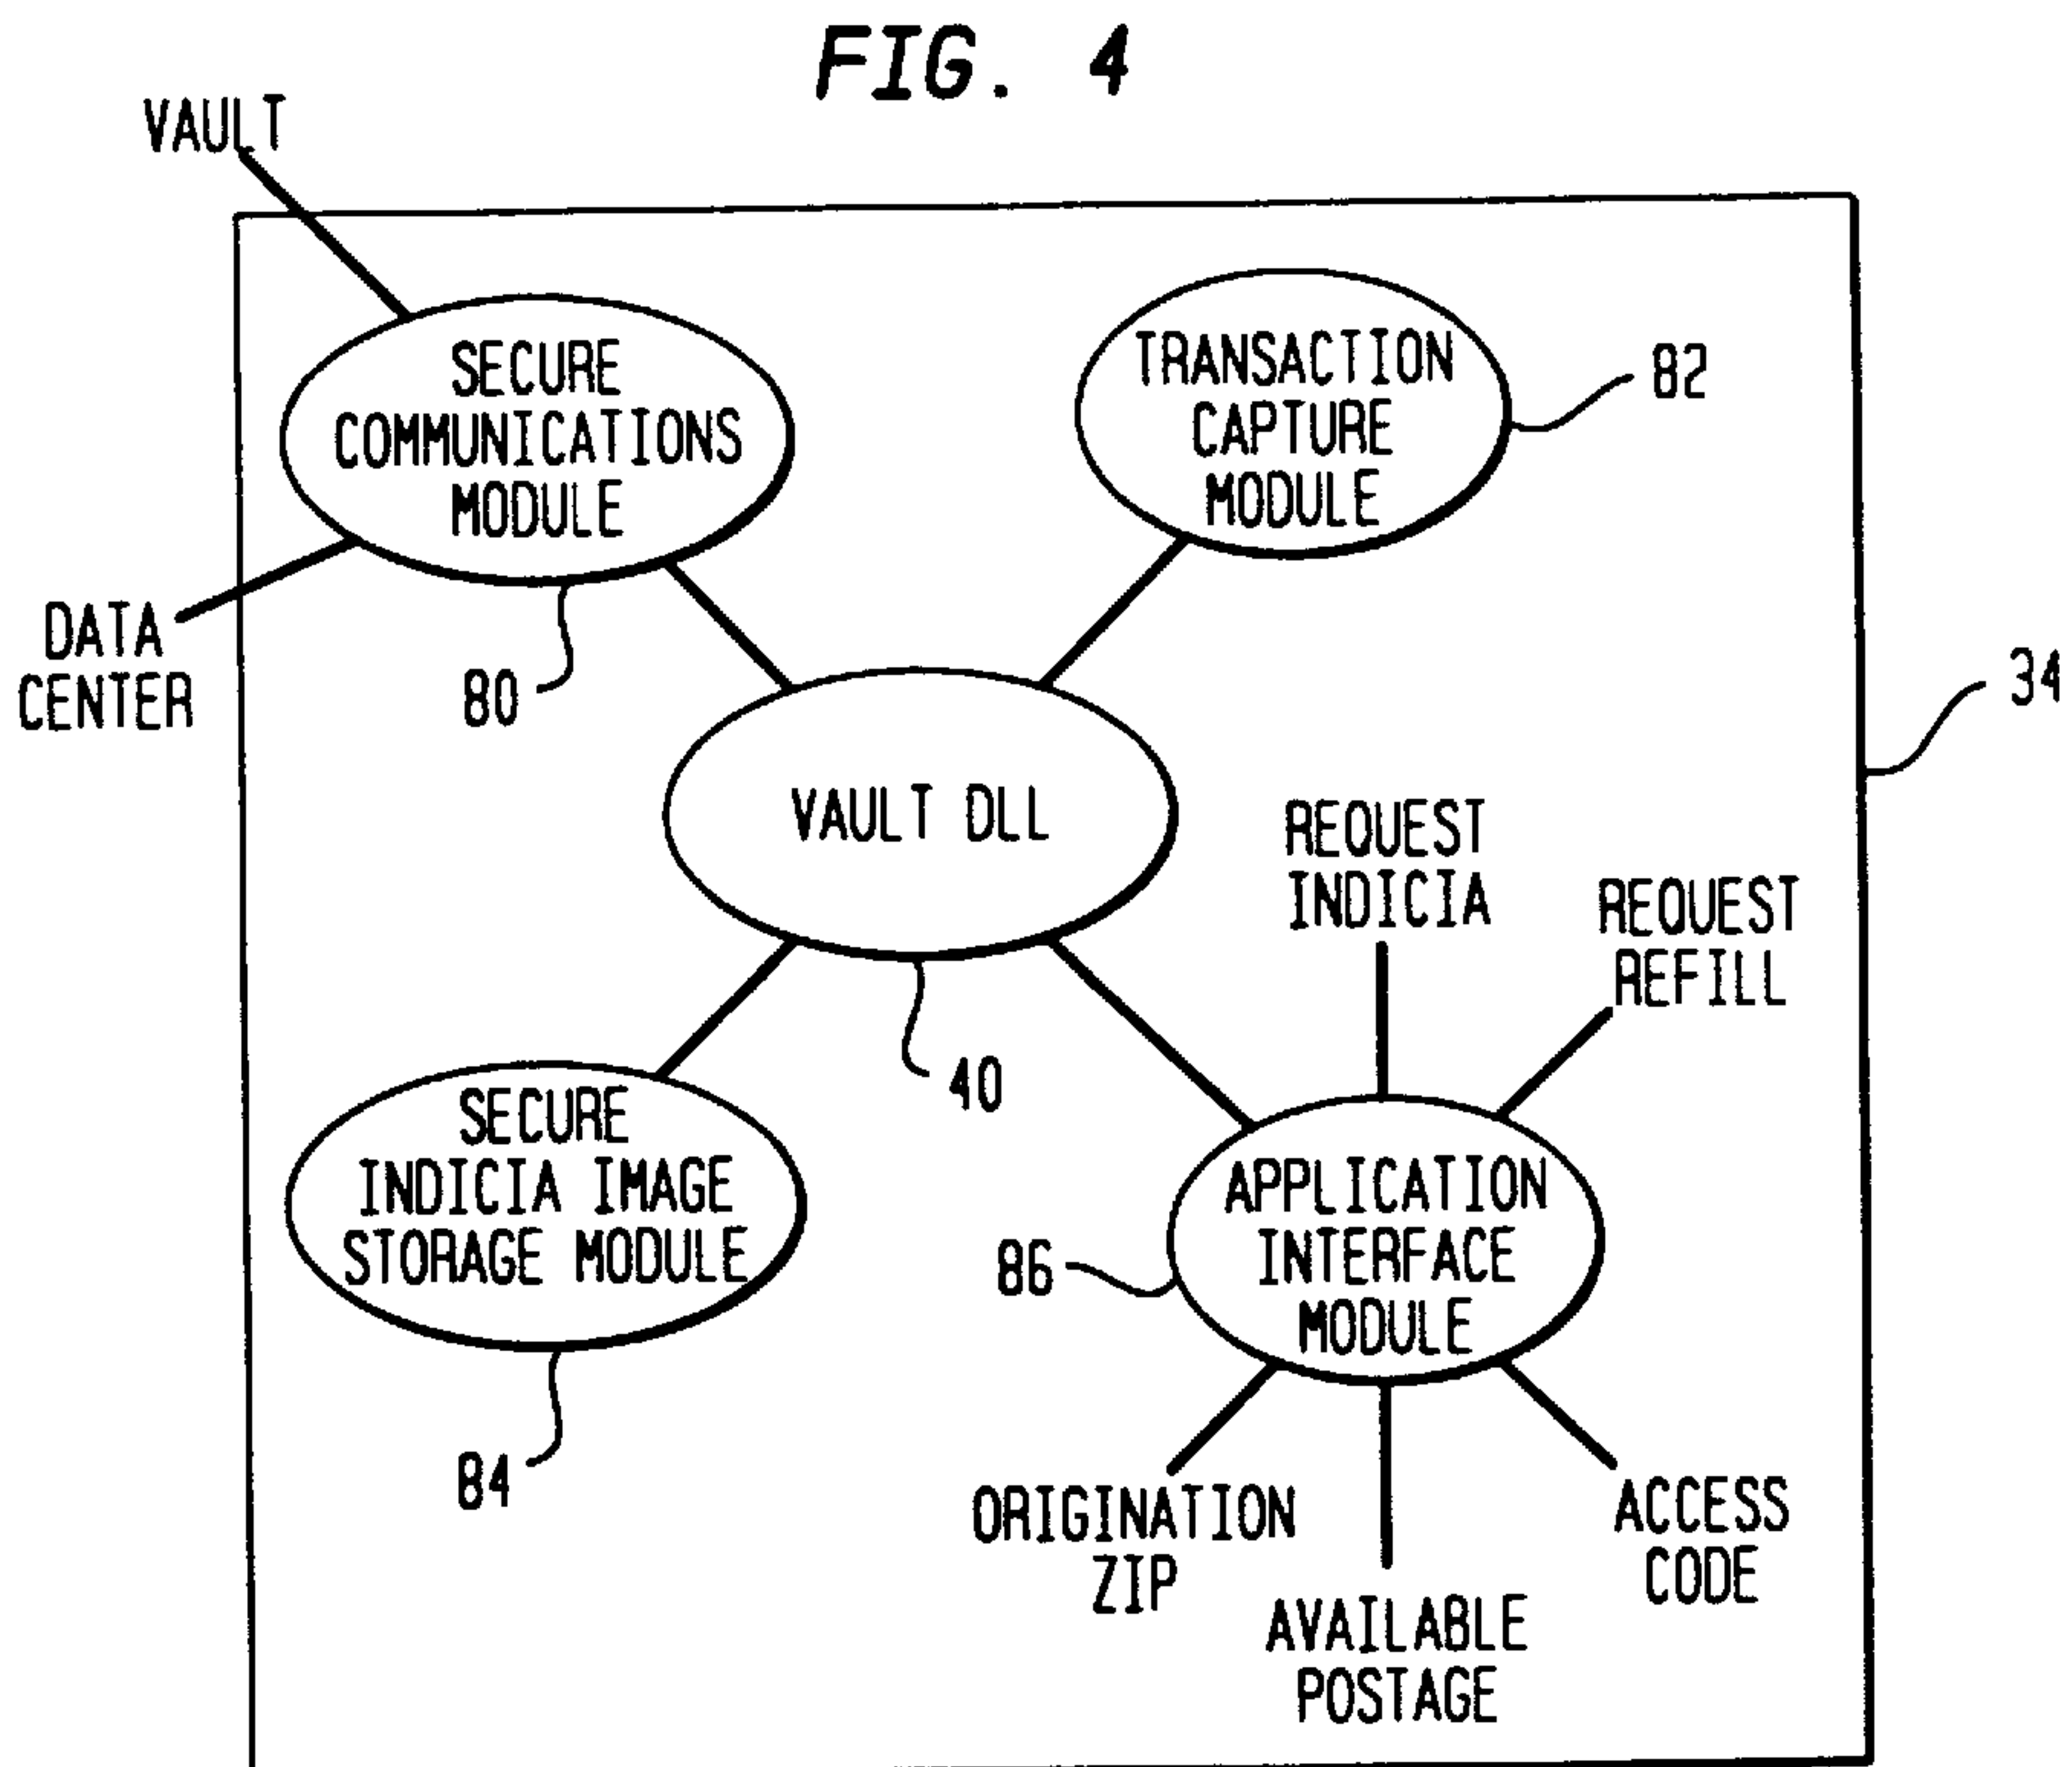 FIG. 4
VAULT
SECURE
COMMUNICATIONS
MODULE
TRANSACTION
CAPTURE
MODULE
82
DATA
CENTER
80
34
VAULT DLL
REQUEST
INDICIA
REQUEST
REFILL
40
SECURE
INDICIA IMAGE
STORAGE MODULE
84
APPLICATION
INTERFACE
MODULE
86
ORIGINATION
ZIP
AVAILABLE
POSTAGE
ACCESS
CODE